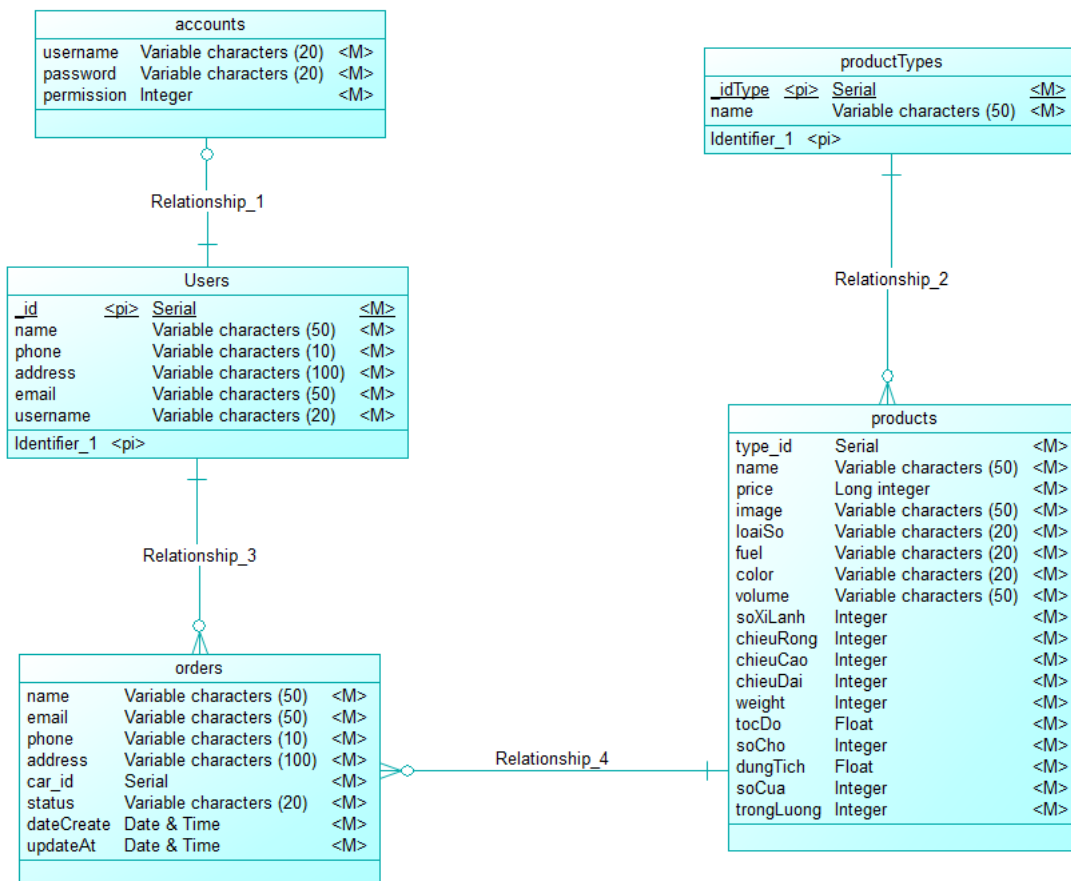 accounts
username Variable characters (20) <M>
password Variable characters (20) <M>
permission Integer <M>
Relationship_1
Users
_id <pi> Serial <M>
name Variable characters (50) <M>
phone Variable characters (10) <M>
address Variable characters (100) <M>
email Variable characters (50) <M>
username Variable characters (20) <M>
Identifier_1 <pi>
Relationship_3
orders
name Variable characters (50) <M>
email Variable characters (50) <M>
phone Variable characters (10) <M>
address Variable characters (100) <M>
car_id Serial <M>
status Variable characters (20) <M>
dateCreate Date & Time <M>
updateAt Date & Time <M>
Relationship_4
productTypes
_idType <pi> Serial <M>
name Variable characters (50) <M>
Identifier_1 <pi>
Relationship_2
products
type_id Serial <M>
name Variable characters (50) <M>
price Long integer <M>
image Variable characters (50) <M>
loaiSo Variable characters (20) <M>
fuel Variable characters (20) <M>
color Variable characters (20) <M>
volume Variable characters (50) <M>
soXiLanh Integer <M>
chieuRong Integer <M>
chieuCao Integer <M>
chieuDai Integer <M>
weight Integer <M>
tocDo Float <M>
soCho Integer <M>
dungTich Float <M>
soCua Integer <M>
trongLuong Integer <M>